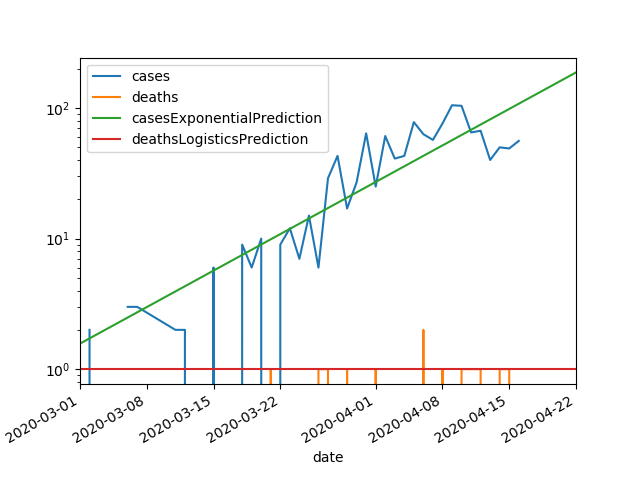 cases
deaths
casesExponentialPrediction
deathsLogisticsPrediction
10²
10¹
10⁰
2020-03-01
2020-03-08
2020-03-15
2020-03-22
2020-04-01
2020-04-08
2020-04-15
2020-04-22
date